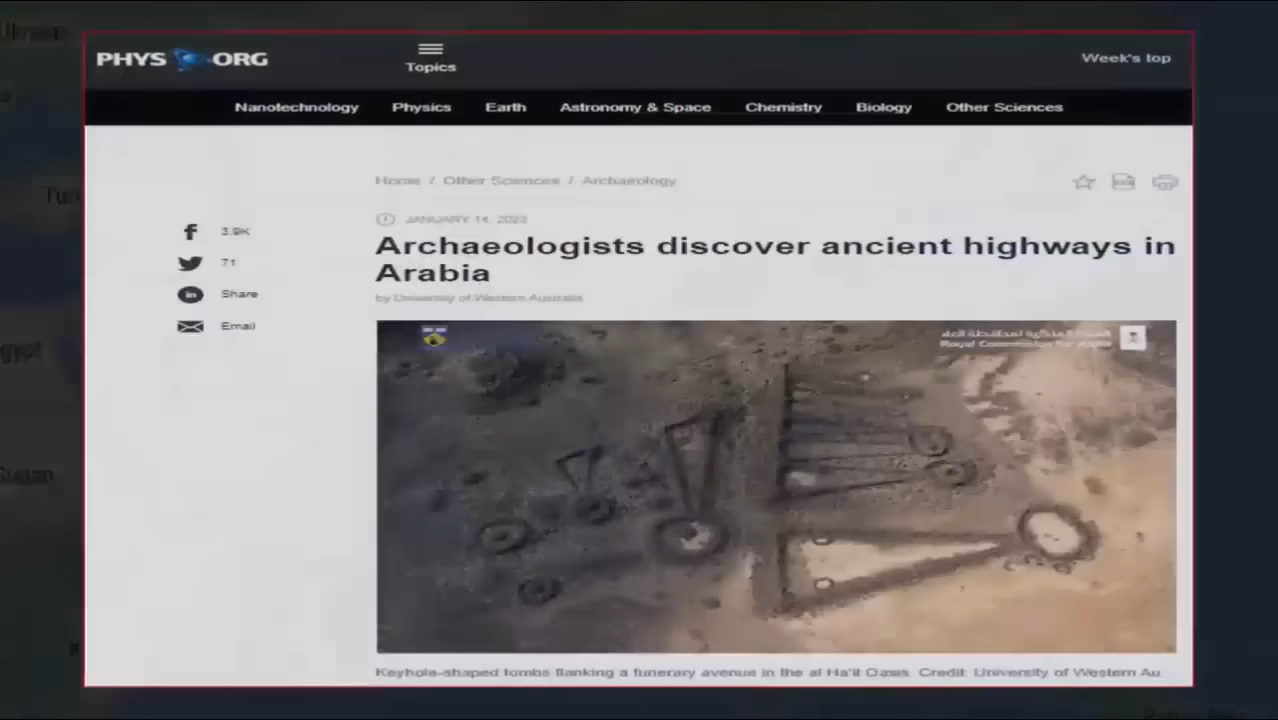 Ukraine
PHYS ORG
Topics
Week's top
Nanotechnology Physics Earth Astronomy & Space Chemistry Biology Other Sciences
Home / Other Sciences / Archaeology
JANUARY 14, 2022
3.9K
Archaeologists discover ancient highways in
Arabia
71
by University of Western Australia
Share
Email
Royal Commission for AlUla
Sudan
Keyhole-shaped tombs flanking a funerary avenue in the al Ha'it Oasis. Credit: University of Western Au.